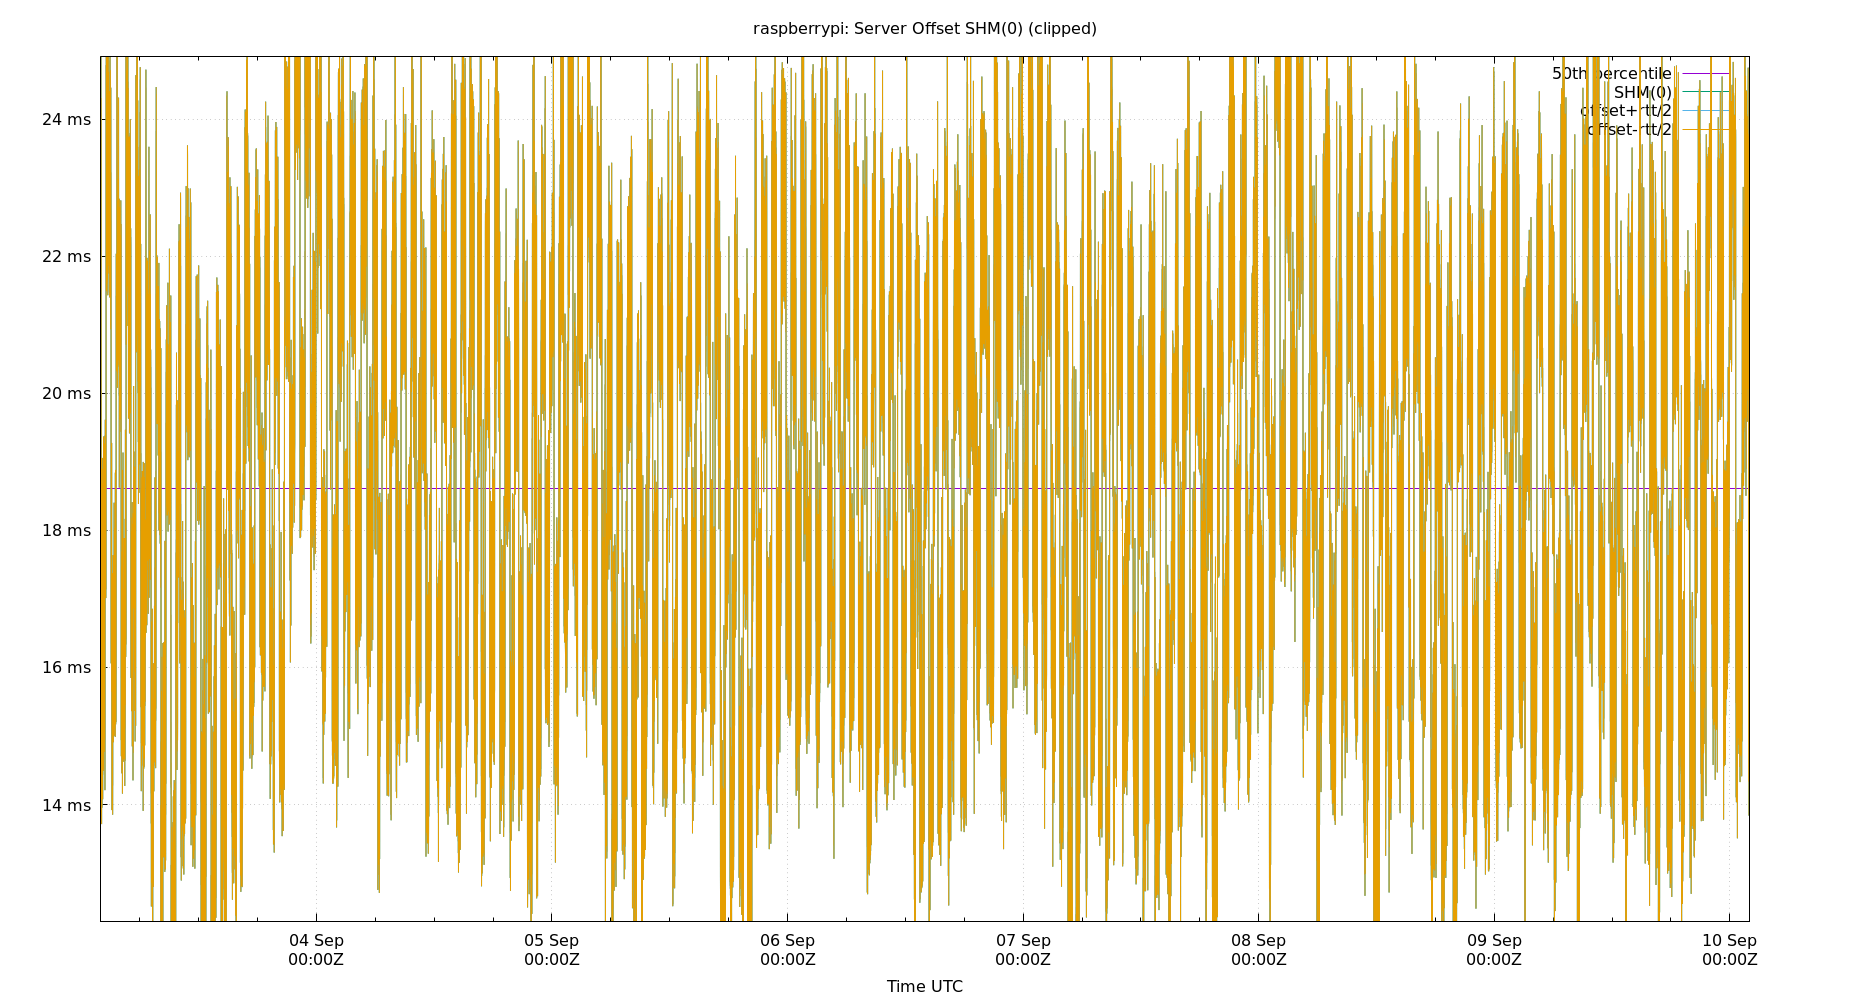 raspberrypi: Server Offset SHM(0) (clipped)
50th percentile
SHM(0)
offset+rtt/2
offset-rtt/2
24 ms
22 ms
20 ms
18 ms
16 ms
14 ms
04 Sep 05 Sep 06 Sep 07 Sep 08 Sep 09 Sep 10 Sep
00:00Z 00:00Z 00:00Z 00:00Z 00:00Z 00:00Z 00:00Z
Time UTC